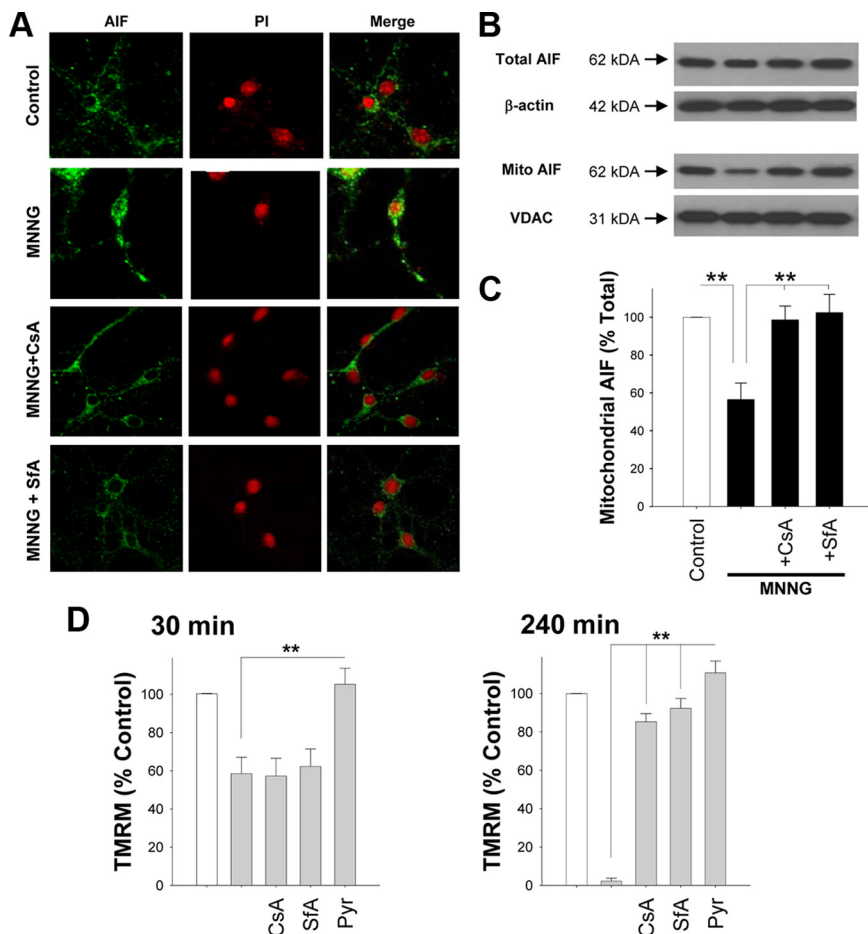 A
AIF PI Merge
Control
MNNG
MNNG+CsA
MNNG + SfA
B
Total AIF 62 kDA
β-actin 42 kDA
Mito AIF 62 kDA
VDAC 31 kDA
C
Mitochondrial AIF (% Total)
** **
100
80
60
40
20
0
Control
+CsA
+SfA
MNNG
D
30 min
TMRM (% Control)
**
100
80
60
40
20
0
CsA
SfA
Pyr
240 min
TMRM (% Control)
**
100
80
60
40
20
0
CsA
SfA
Pyr